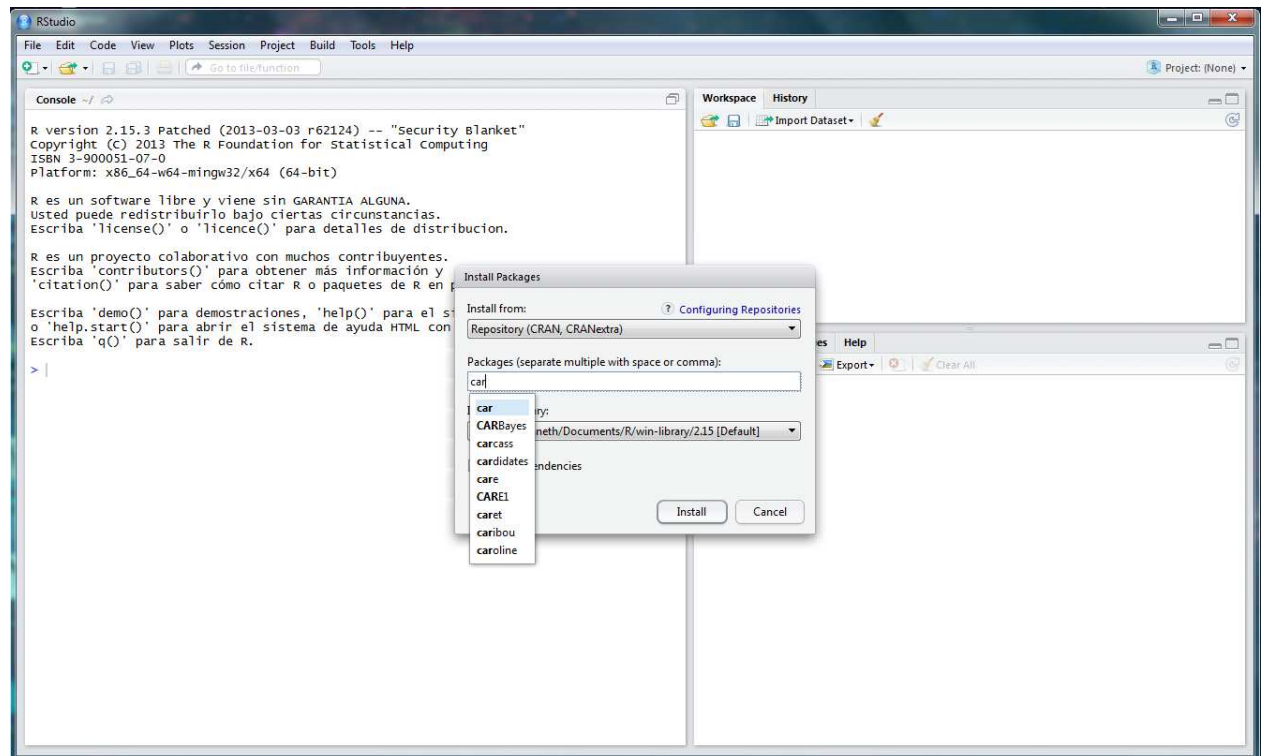 RStudio
File Edit Code View Plots Session Project Build Tools Help
Go to file/function
Project: (None)
Console ~/
R version 2.15.3 Patched (2013-03-03 r62124) -- "Security Blanket"
Copyright (C) 2013 The R Foundation for Statistical Computing
ISBN 3-900051-07-0
Platform: x86_64-w64-mingw32/x64 (64-bit)
R es un software libre y viene sin GARANTIA ALGUNA.
Usted puede redistribuirlo bajo ciertas circunstancias.
Escriba 'license()' o 'licence()' para detalles de distribucion.
R es un proyecto colaborativo con muchos contribuyentes.
Escriba 'contributors()' para obtener más información y
'citation()' para saber cómo citar R o paquetes de R en
Escriba 'demo()' para demostraciones, 'help()' para el
o 'help.start()' para abrir el sistema de ayuda HTML con
Escriba 'q()' para salir de R.
>
Workspace History
Import Dataset
Help
Export Clear All
Install Packages
Install from: ? Configuring Repositories
Repository (CRAN, CRANextra)
Packages (separate multiple with space or comma):
car
neth/Documents/R/win-library/2.15 [Default]
car
CARBayes
carcass
cardidates
care
CARE1
caret
caribou
caroline
Install Cancel